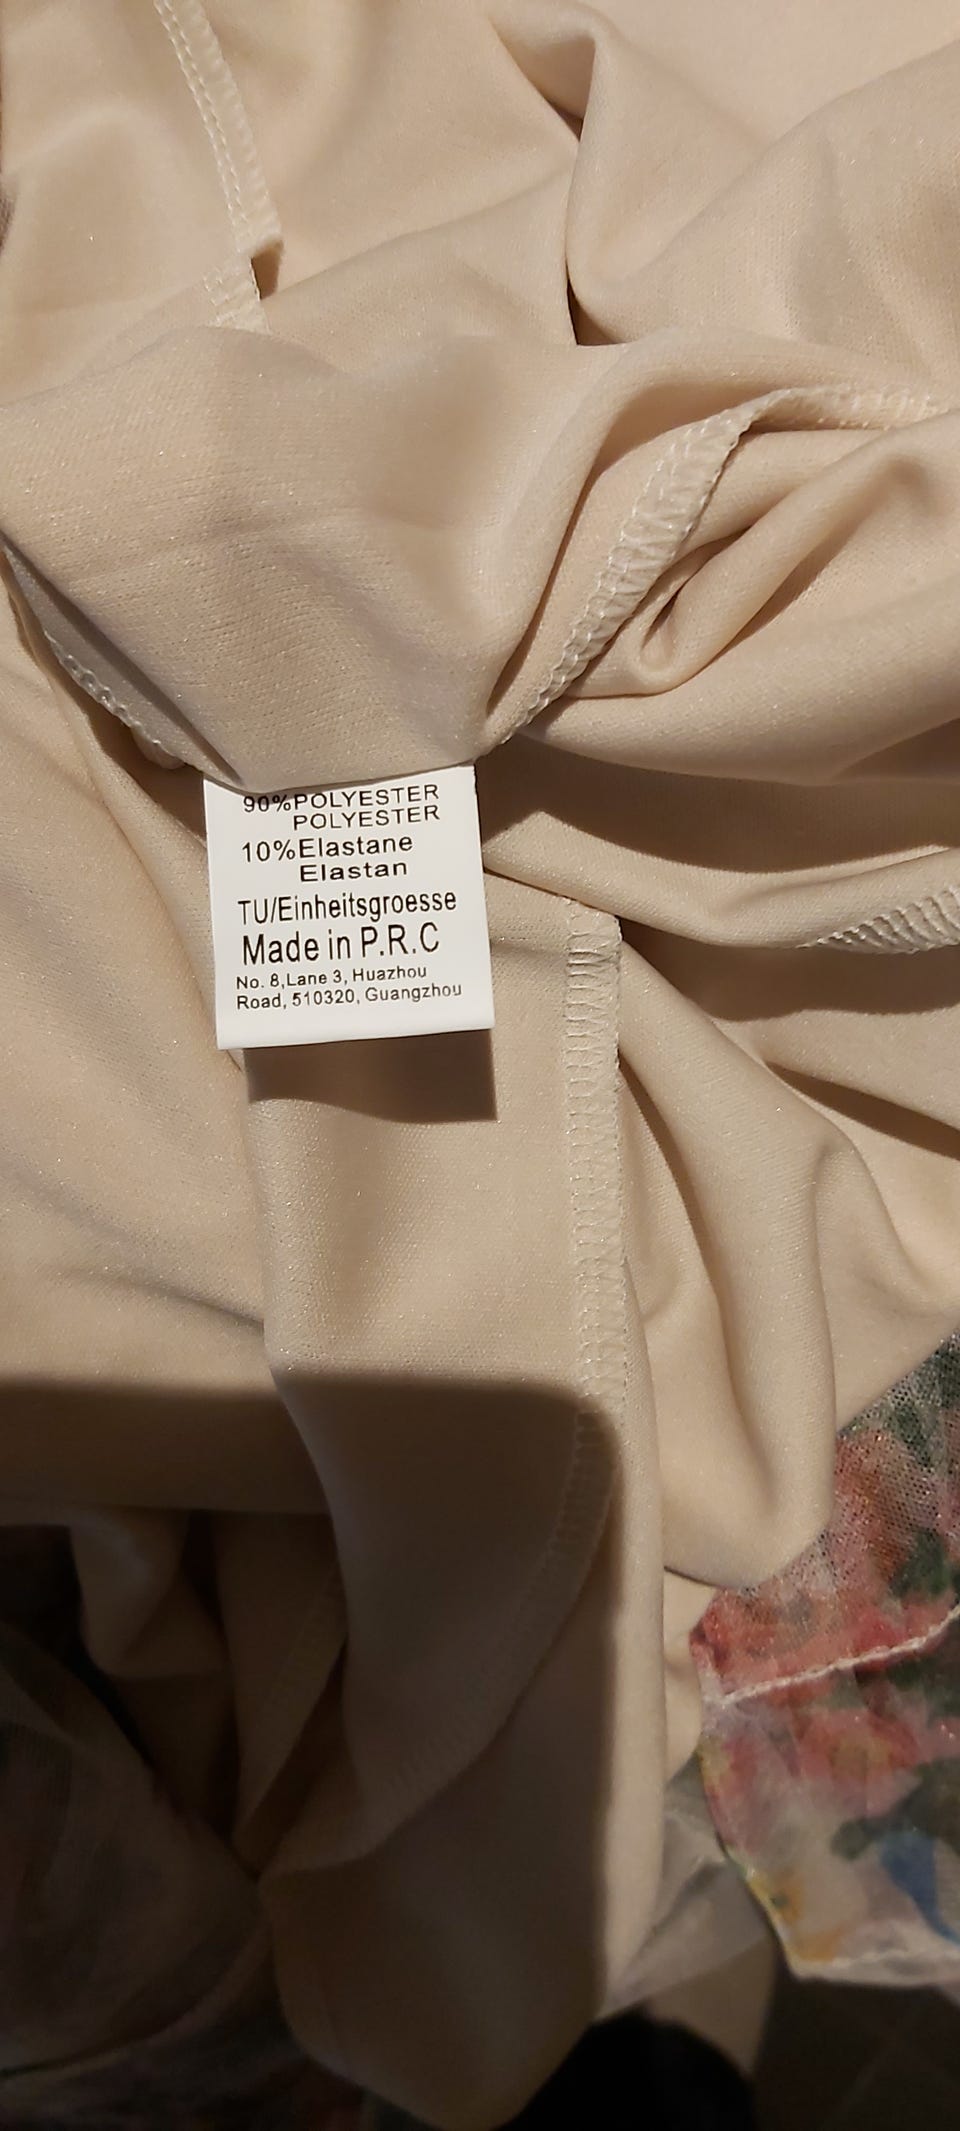 90%POLYESTER
POLYESTER
10%Elastane
Elastan
TU/Einheitsgroesse
Made in P.R.C
No. 8,Lane 3, Huazhou
Road, 510320, Guangzhou